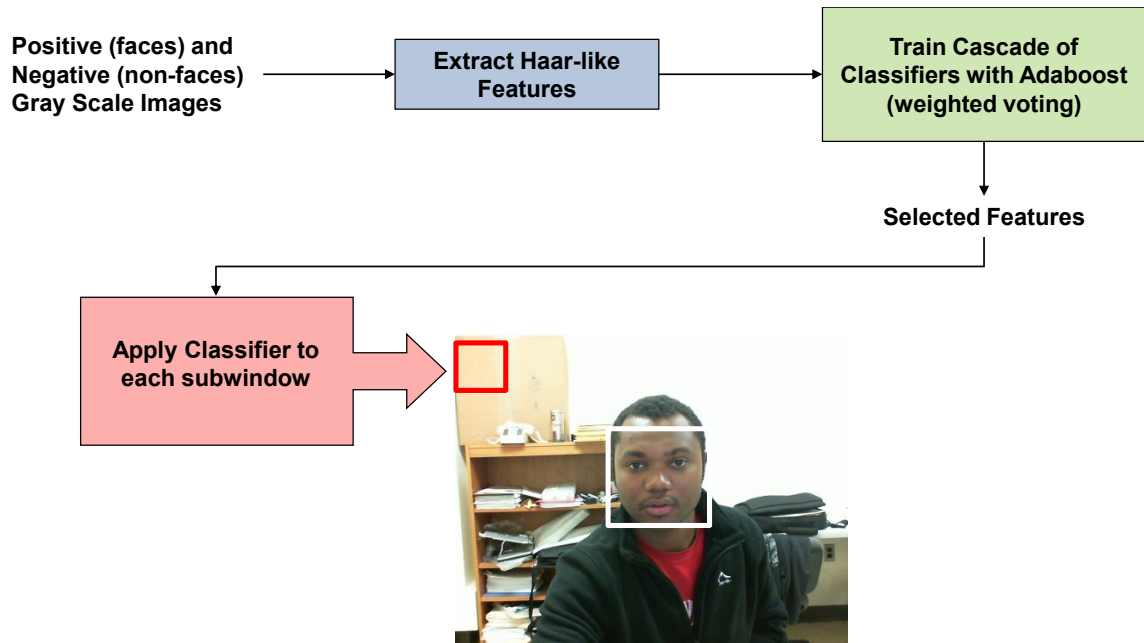 Positive (faces) and
Negative (non-faces)
Gray Scale Images
Extract Haar-like
Features
Train Cascade of
Classifiers with Adaboost
(weighted voting)
Selected Features
Apply Classifier to
each subwindow